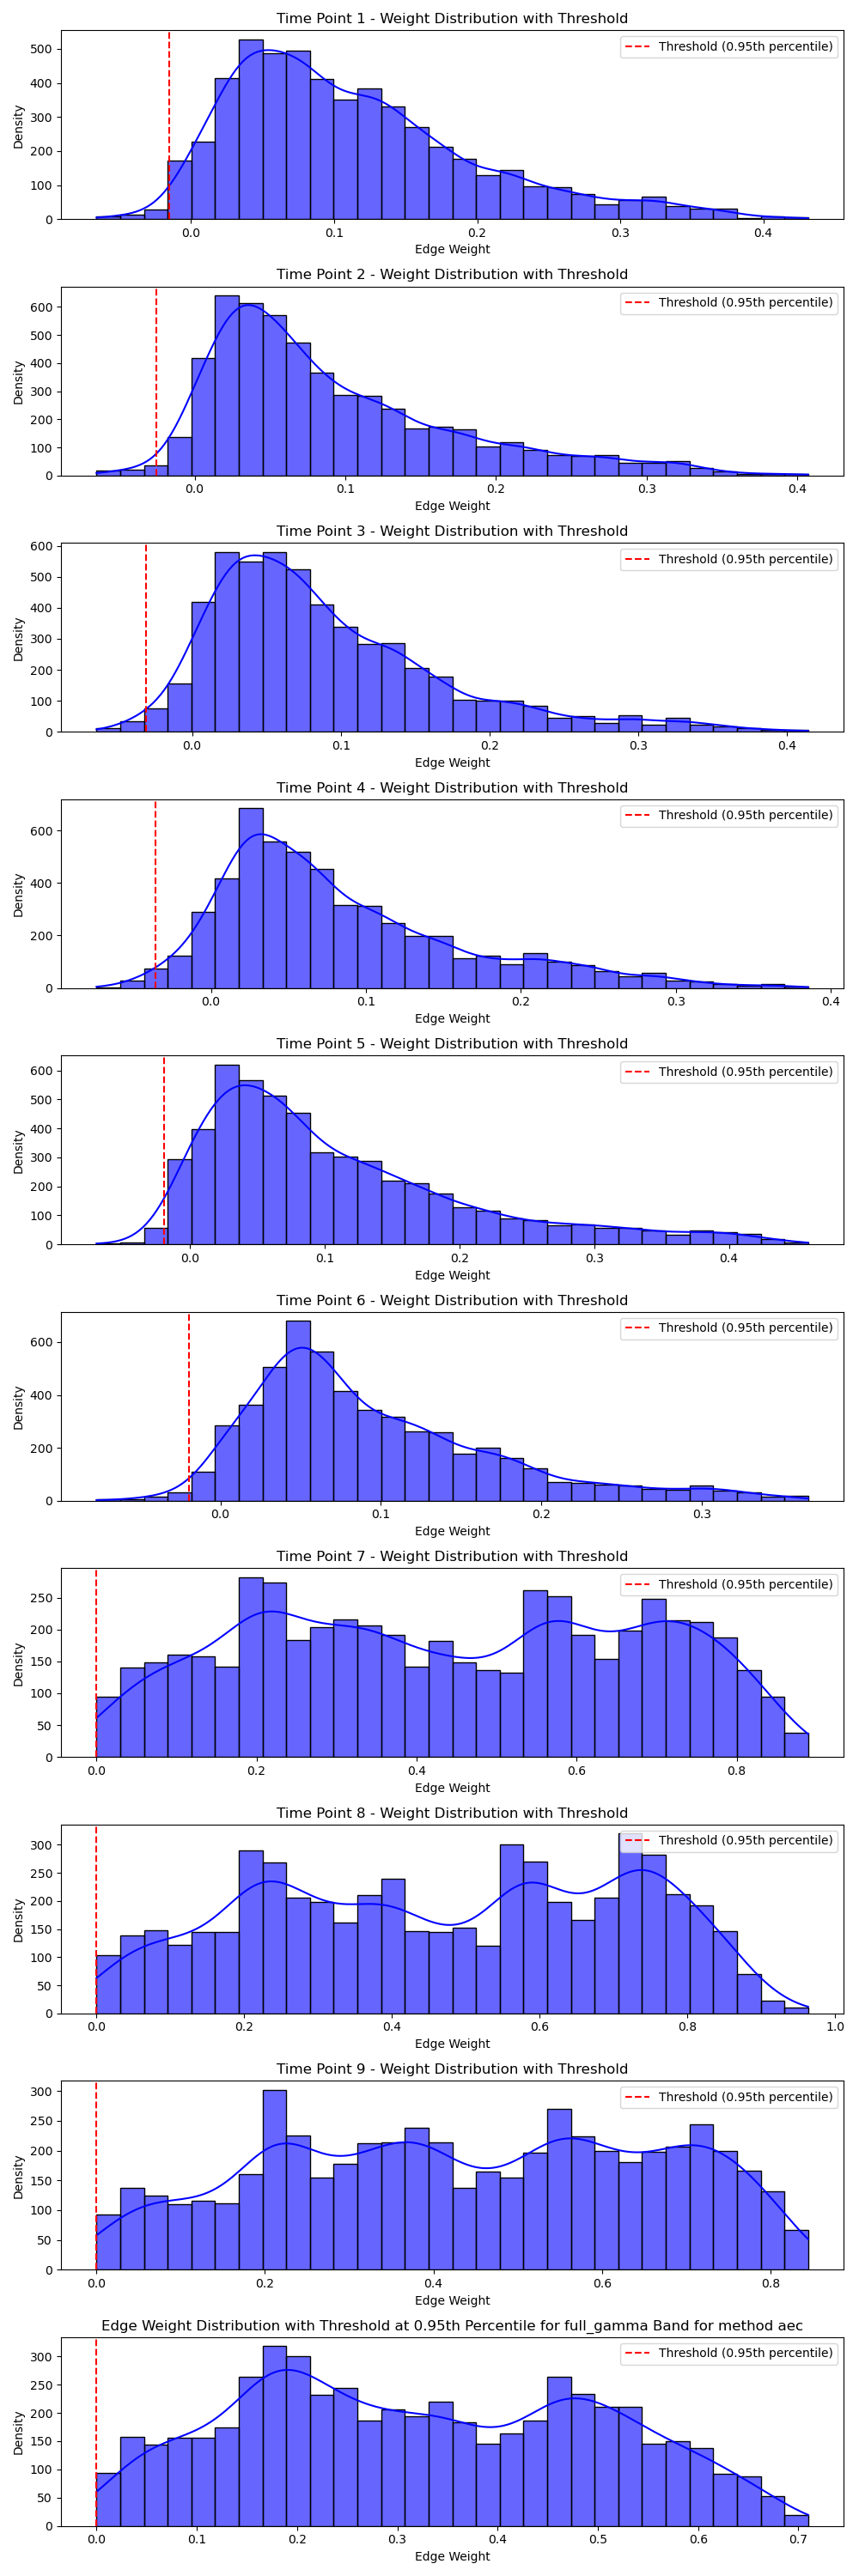 Time Point 1 - Weight Distribution with Threshold
Threshold (0.95th percentile)
Density
500
400
300
200
100
0
0.0 0.1 0.2 0.3 0.4
Edge Weight
Time Point 2 - Weight Distribution with Threshold
Threshold (0.95th percentile)
Density
600
500
400
300
200
100
0
0.0 0.1 0.2 0.3 0.4
Edge Weight
Time Point 3 - Weight Distribution with Threshold
Threshold (0.95th percentile)
Density
600
500
400
300
200
100
0
0.0 0.1 0.2 0.3 0.4
Edge Weight
Time Point 4 - Weight Distribution with Threshold
Threshold (0.95th percentile)
Density
600
400
200
0
0.0 0.1 0.2 0.3 0.4
Edge Weight
Time Point 5 - Weight Distribution with Threshold
Threshold (0.95th percentile)
Density
600
500
400
300
200
100
0
0.0 0.1 0.2 0.3 0.4
Edge Weight
Time Point 6 - Weight Distribution with Threshold
Threshold (0.95th percentile)
Density
600
400
200
0
0.0 0.1 0.2 0.3
Edge Weight
Time Point 7 - Weight Distribution with Threshold
Threshold (0.95th percentile)
Density
250
200
150
100
50
0
0.0 0.2 0.4 0.6 0.8
Edge Weight
Time Point 8 - Weight Distribution with Threshold
Threshold (0.95th percentile)
Density
300
250
200
150
100
50
0
0.0 0.2 0.4 0.6 0.8 1.0
Edge Weight
Time Point 9 - Weight Distribution with Threshold
Threshold (0.95th percentile)
Density
300
250
200
150
100
50
0
0.0 0.2 0.4 0.6 0.8
Edge Weight
Edge Weight Distribution with Threshold at 0.95th Percentile for full_gamma Band for method aec
Threshold (0.95th percentile)
Density
300
250
200
150
100
50
0
0.0 0.1 0.2 0.3 0.4 0.5 0.6 0.7
Edge Weight